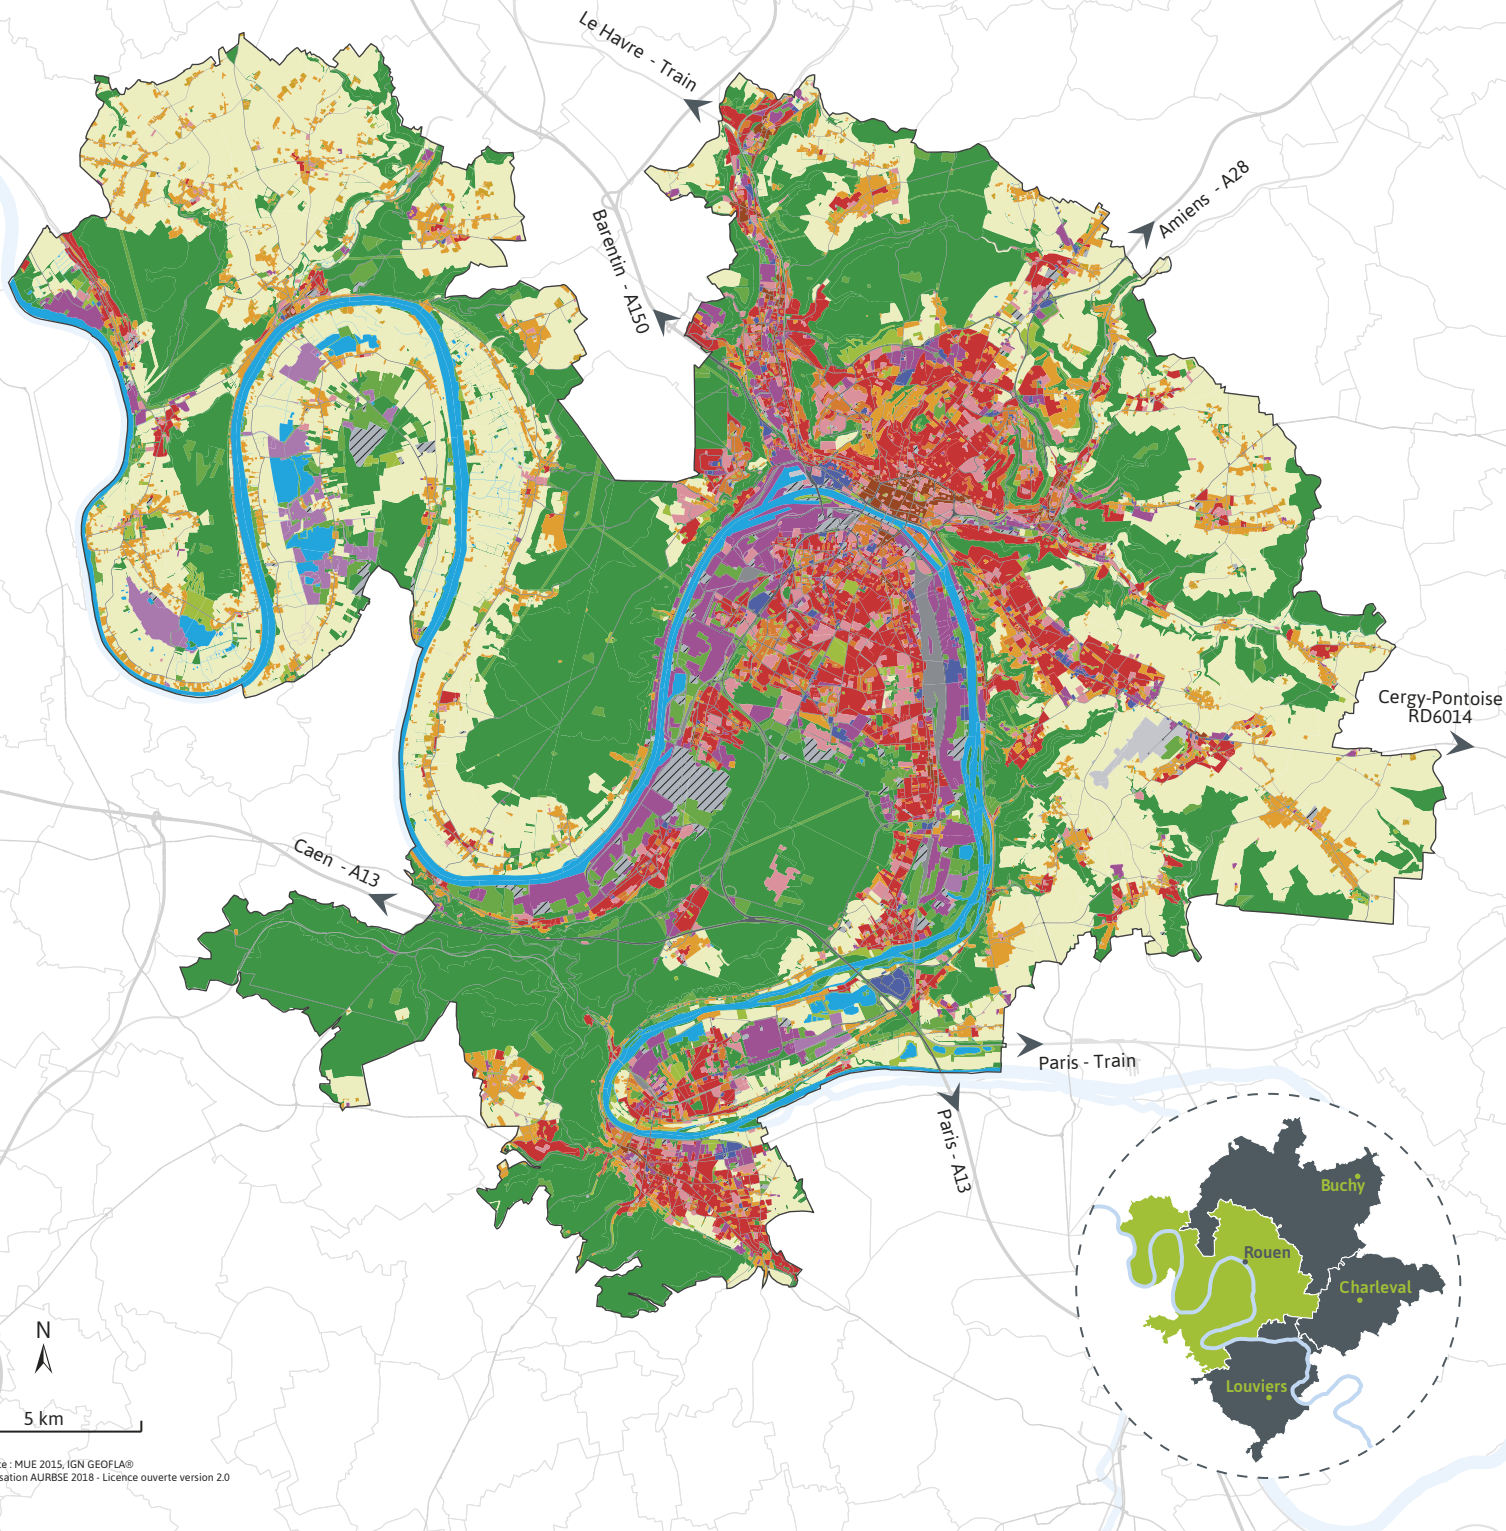 Le Havre - Train
Barentin - A150
Amiens - A28
Cergy-Pontoise
RD6014
Caen - A13
Paris - Train
Paris - A13
Buchy
Rouen
Charleval
Louviers
N
5 km
: MUE 2015, IGN GEOFLA®
AURBSE 2018 - Licence ouverte version 2.0